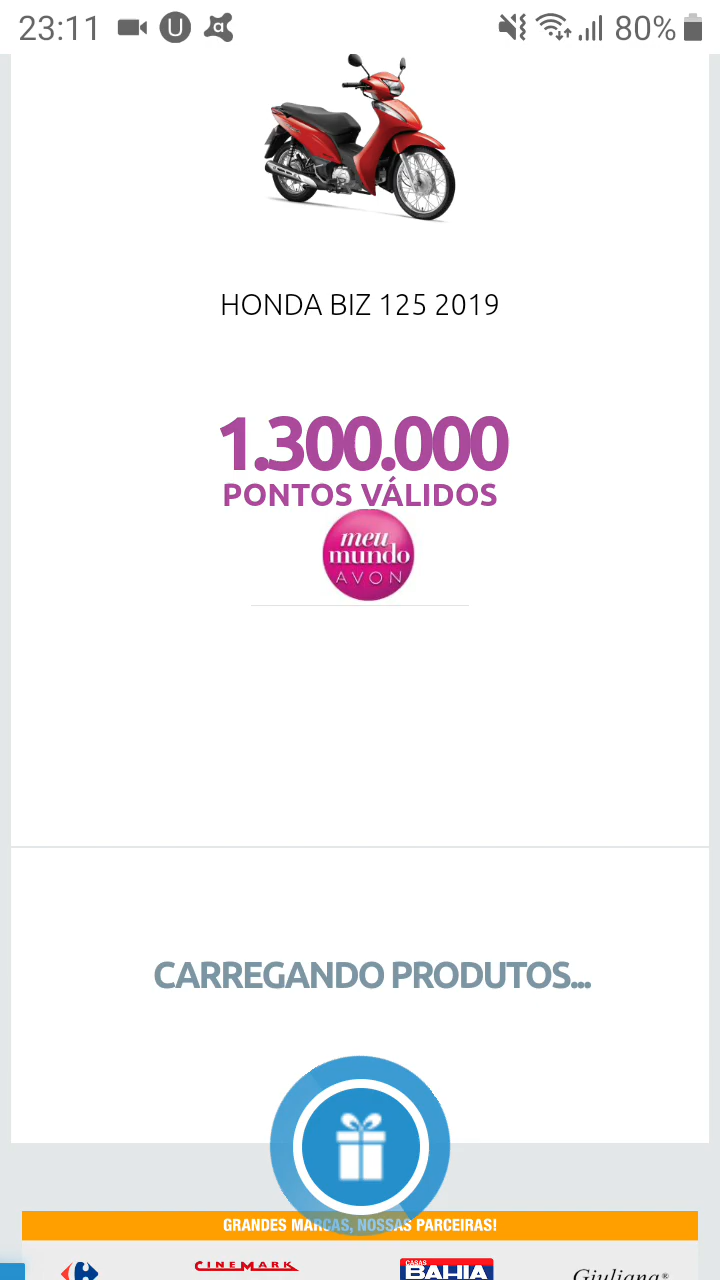 23:11
80%
HONDA BIZ 125 2019
1.300.000
PONTOS VÁLIDOS
meu
mundo
AVON
CARREGANDO PRODUTOS...
GRANDES MARCAS, NOSSAS PARCEIRAS!
CINEMARK
CASAS
BAHIA
Giuliana